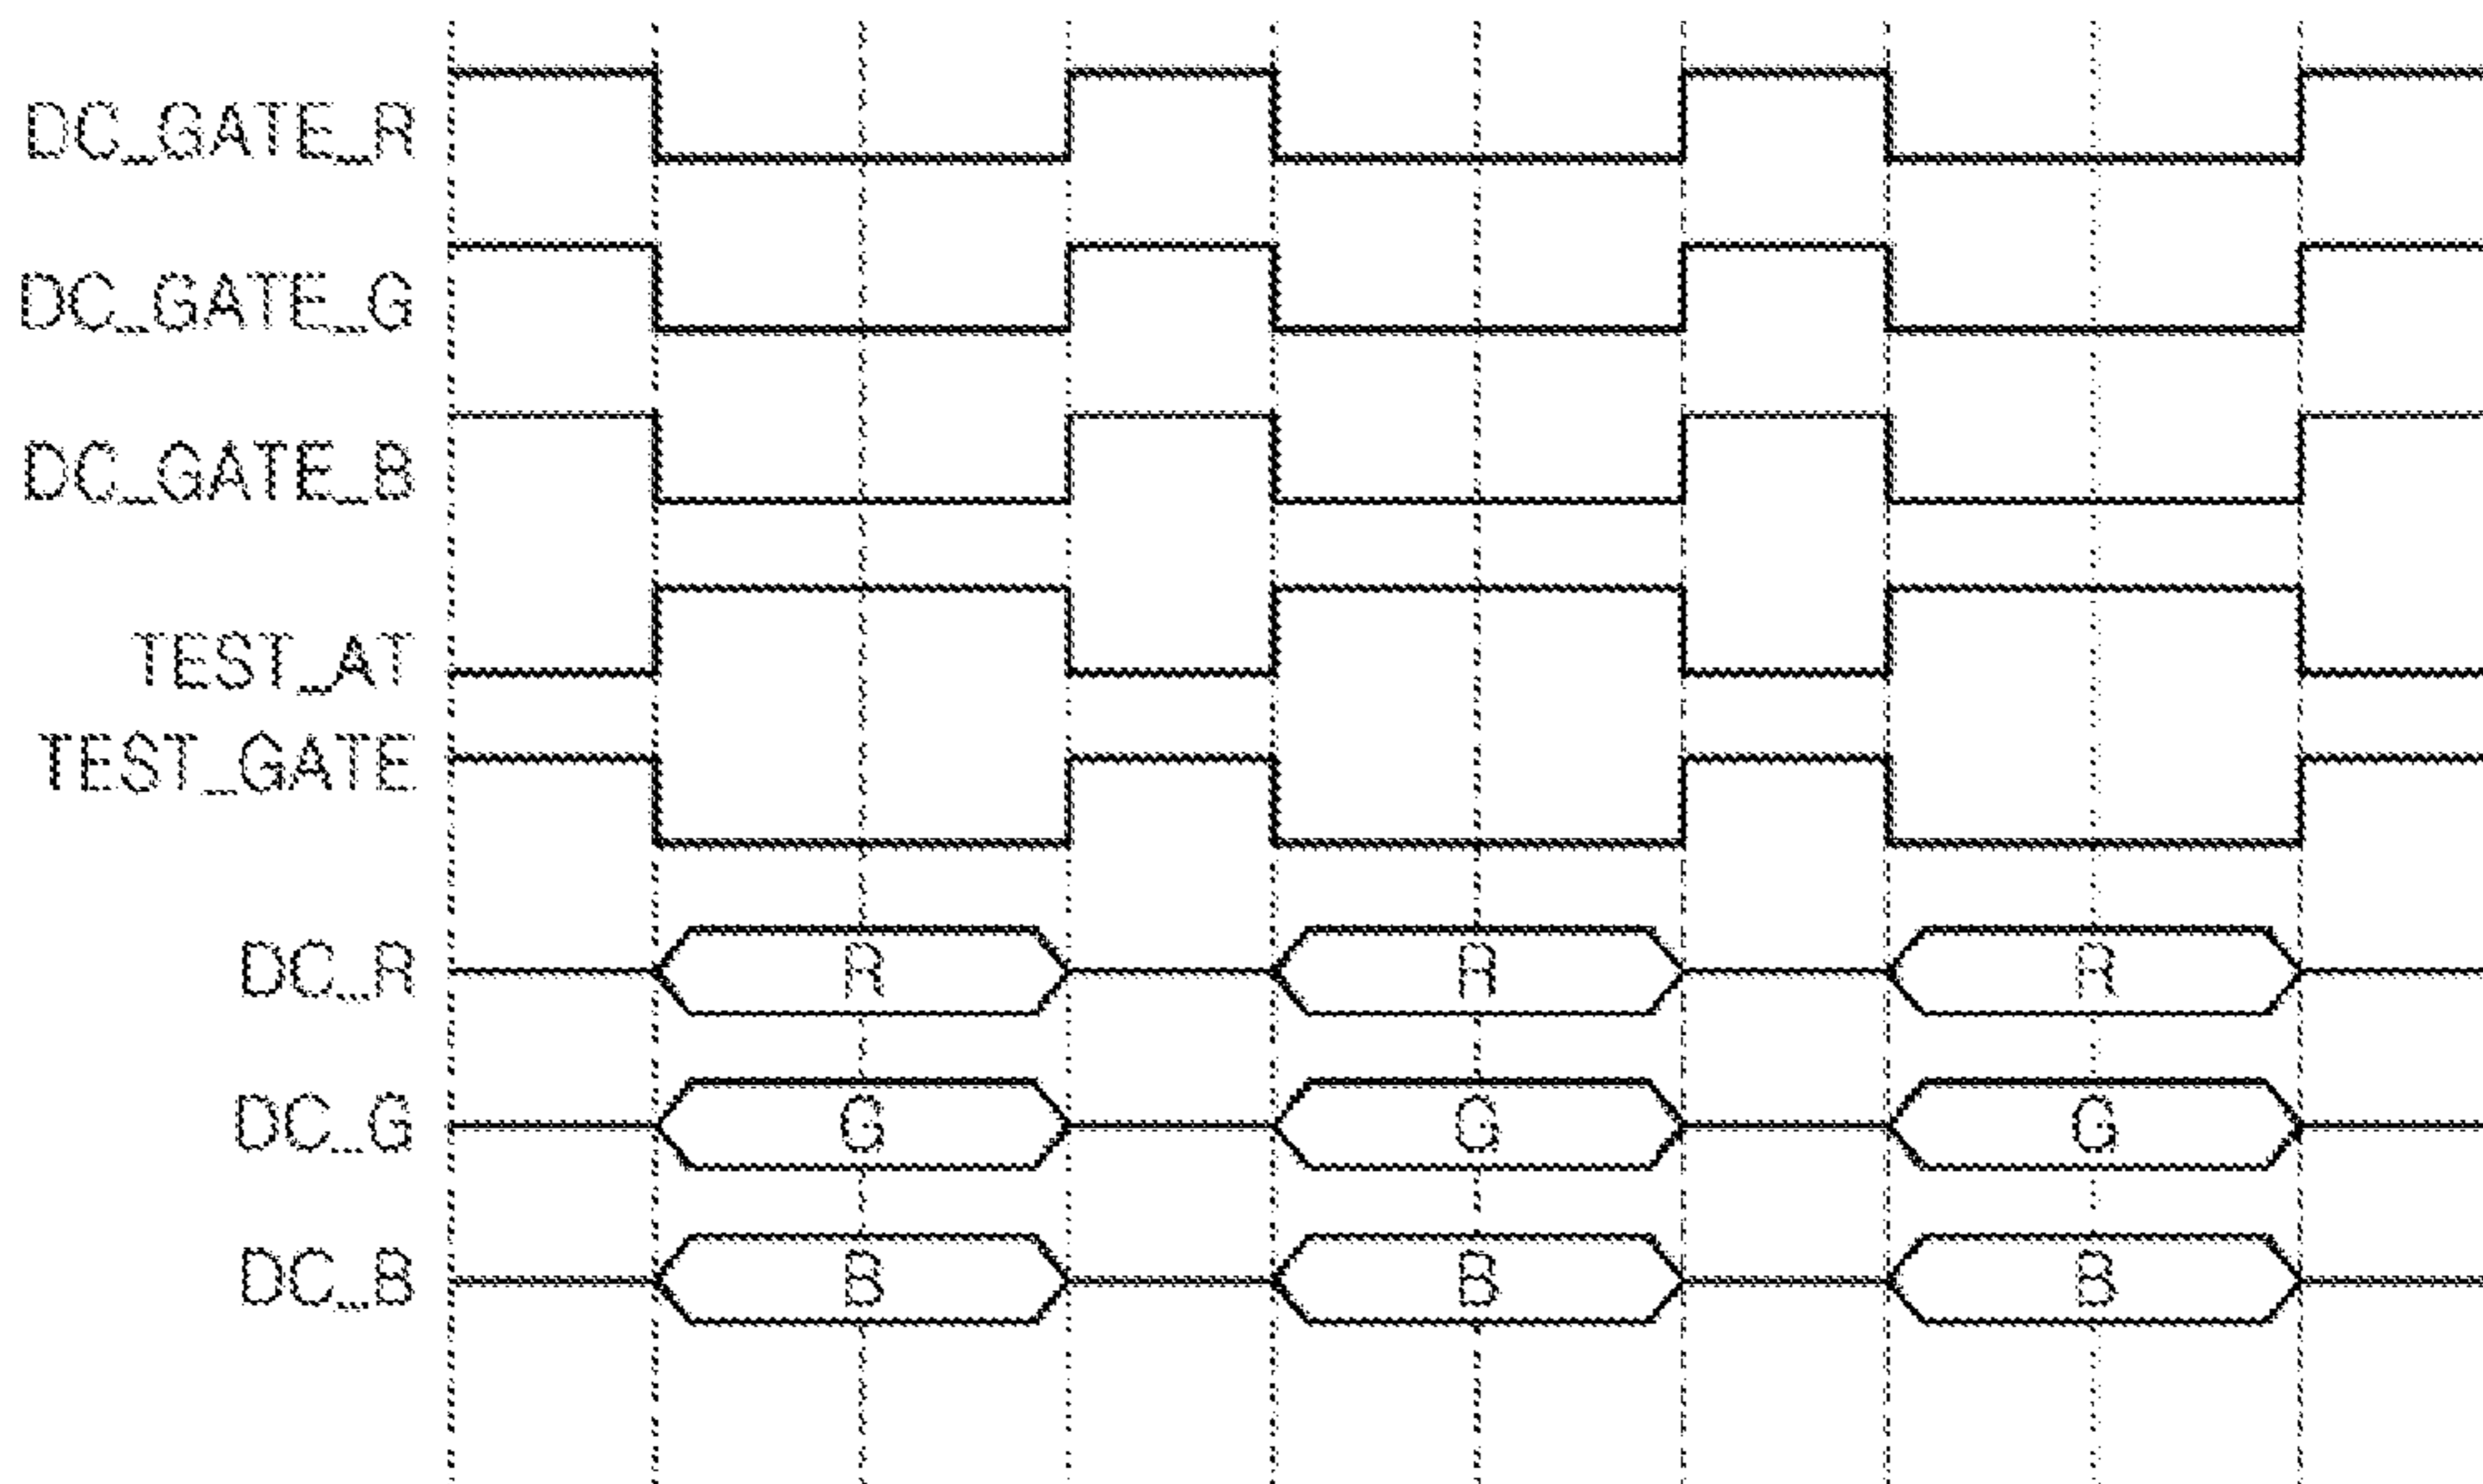 DC_GATE_R
DC_GATE_G
DC_GATE_B
TEST_AT
TEST_GATE
DC_R R R R
DC_G G G G
DC_B B B B